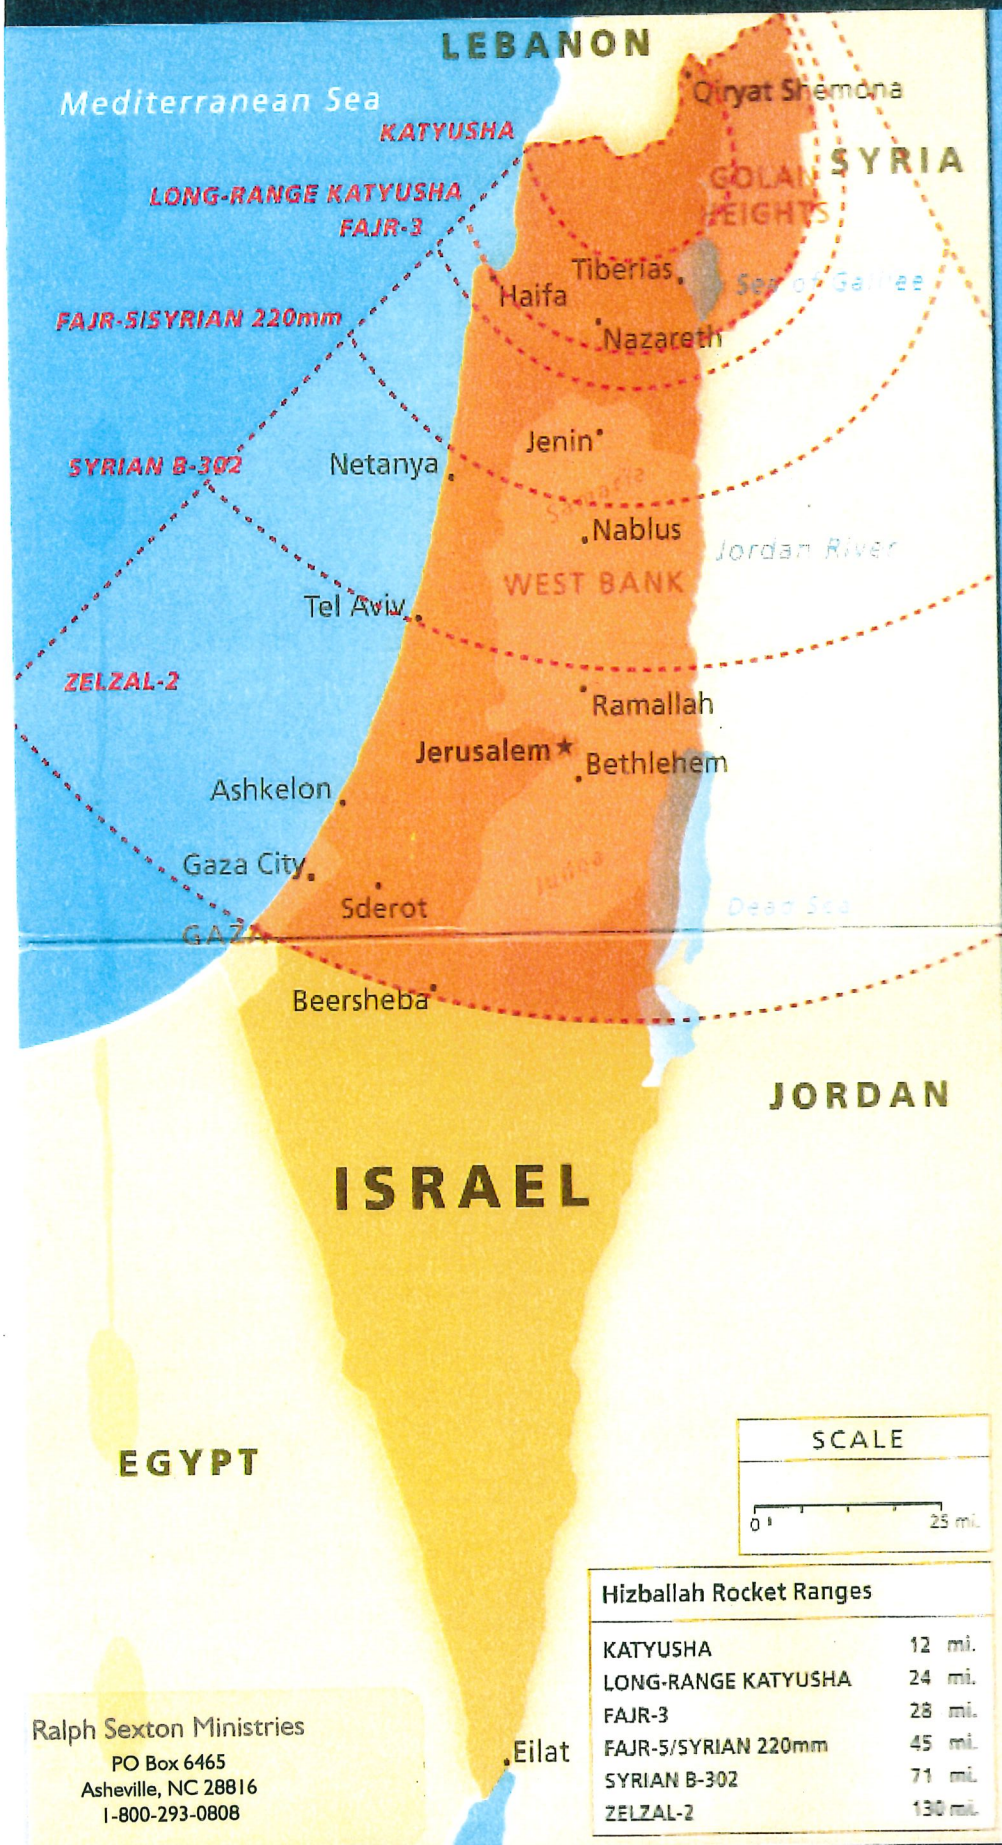 LEBANON
Mediterranean Sea
Qiryat Shemona
KATYUSHA
SYRIA
GOLAN
HEIGHTS
LONG-RANGE KATYUSHA
FAJR-3
Tiberias
Sea of Galilee
Haifa
FAJR-5/SYRIAN 220mm
Nazareth
Jenin
Netanya
SYRIAN B-302
Samaria
Nablus
Jordan River
WEST BANK
Tel Aviv
ZELZAL-2
Ramallah
Jerusalem
Bethlehem
Ashkelon
Gaza City
Judea
Sderot
Dead Sea
GAZA
Beersheba
JORDAN
ISRAEL
EGYPT
SCALE
0 25 mi.
Hizballah Rocket Ranges
KATYUSHA 12 mi.
LONG-RANGE KATYUSHA 24 mi.
FAJR-3 28 mi.
FAJR-5/SYRIAN 220mm 45 mi.
SYRIAN B-302 71 mi.
ZELZAL-2 130 mi.
Eilat
Ralph Sexton Ministries
PO Box 6465
Asheville, NC 28816
1-800-293-0808